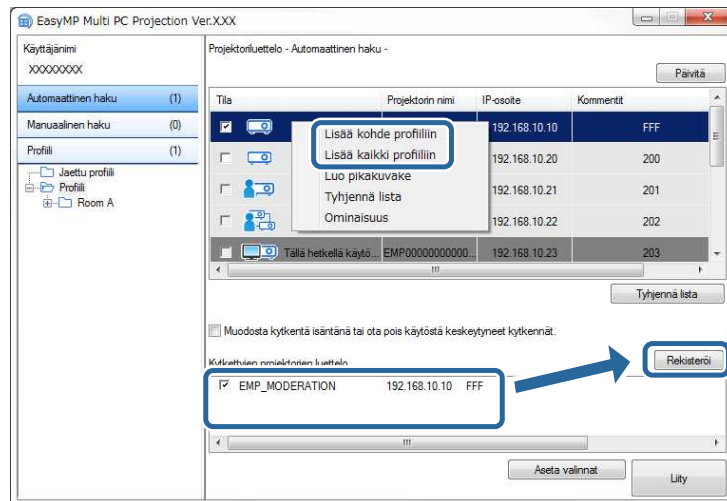 EasyMP Multi PC Projection Ver.X.XX
Käyttäjänimi
XXXXXXXX
Automaattinen haku (1)
Manuaalinen haku (0)
Profiili (1)
Jaettu profiili
Profiili
Room A
Projektoriluettelo - Automaattinen haku -
Päivitä
Tila Projektorin nimi IP-osoite Kommentit
192.168.10.10 FFF
192.168.10.20 200
192.168.10.21 201
192.168.10.22 202
Tällä hetkellä käytö... EMP00000000000... 192.168.10.23 203
Lisää kohde profiiliin
Lisää kaikki profiiliin
Luo pikakuvake
Tyhjennä lista
Ominaisuus
Tyhjennä lista
Muodosta kytkentä isäntänä tai ota pois käytöstä keskeytyneet kytkennät.
Kytkettyjen projektorien luettelo
Rekisteröi
EMP_MODERATION 192.168.10.10 FFF
Aseta valinnat
Liity